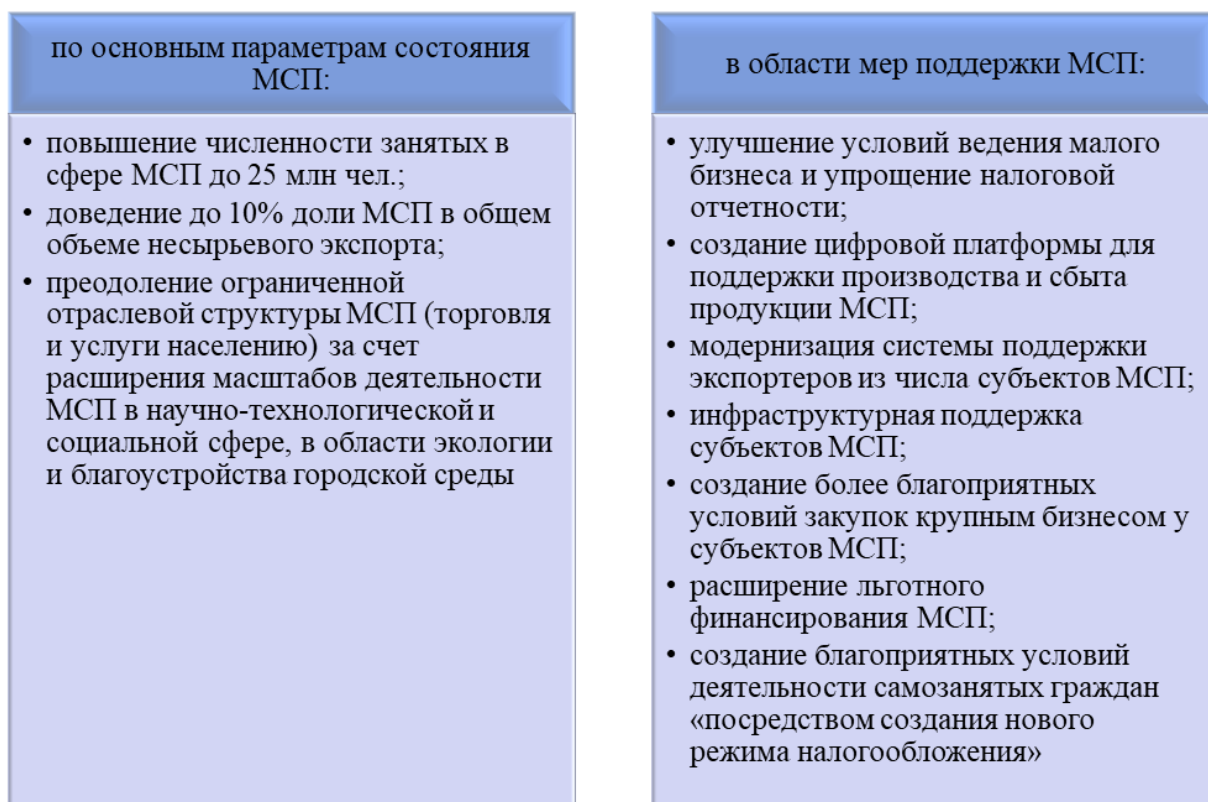 по основным параметрам состояния
МСП:
• повышение численности занятых в
сфере МСП до 25 млн чел.;
• доведение до 10% доли МСП в общем
объеме несырьевого экспорта;
• преодоление ограниченной
отраслевой структуры МСП (торговля
и услуги населению) за счет
расширения масштабов деятельности
МСП в научно-технологической и
социальной сфере, в области экологии
и благоустройства городской среды
в области мер поддержки МСП:
• улучшение условий ведения малого
бизнеса и упрощение налоговой
отчетности;
• создание цифровой платформы для
поддержки производства и сбыта
продукции МСП;
• модернизация системы поддержки
экспортеров из числа субъектов МСП;
• инфраструктурная поддержка
субъектов МСП;
• создание более благоприятных
условий закупок крупным бизнесом у
субъектов МСП;
• расширение льготного
финансирования МСП;
• создание благоприятных условий
деятельности самозанятых граждан
«посредством создания нового
режима налогообложения»